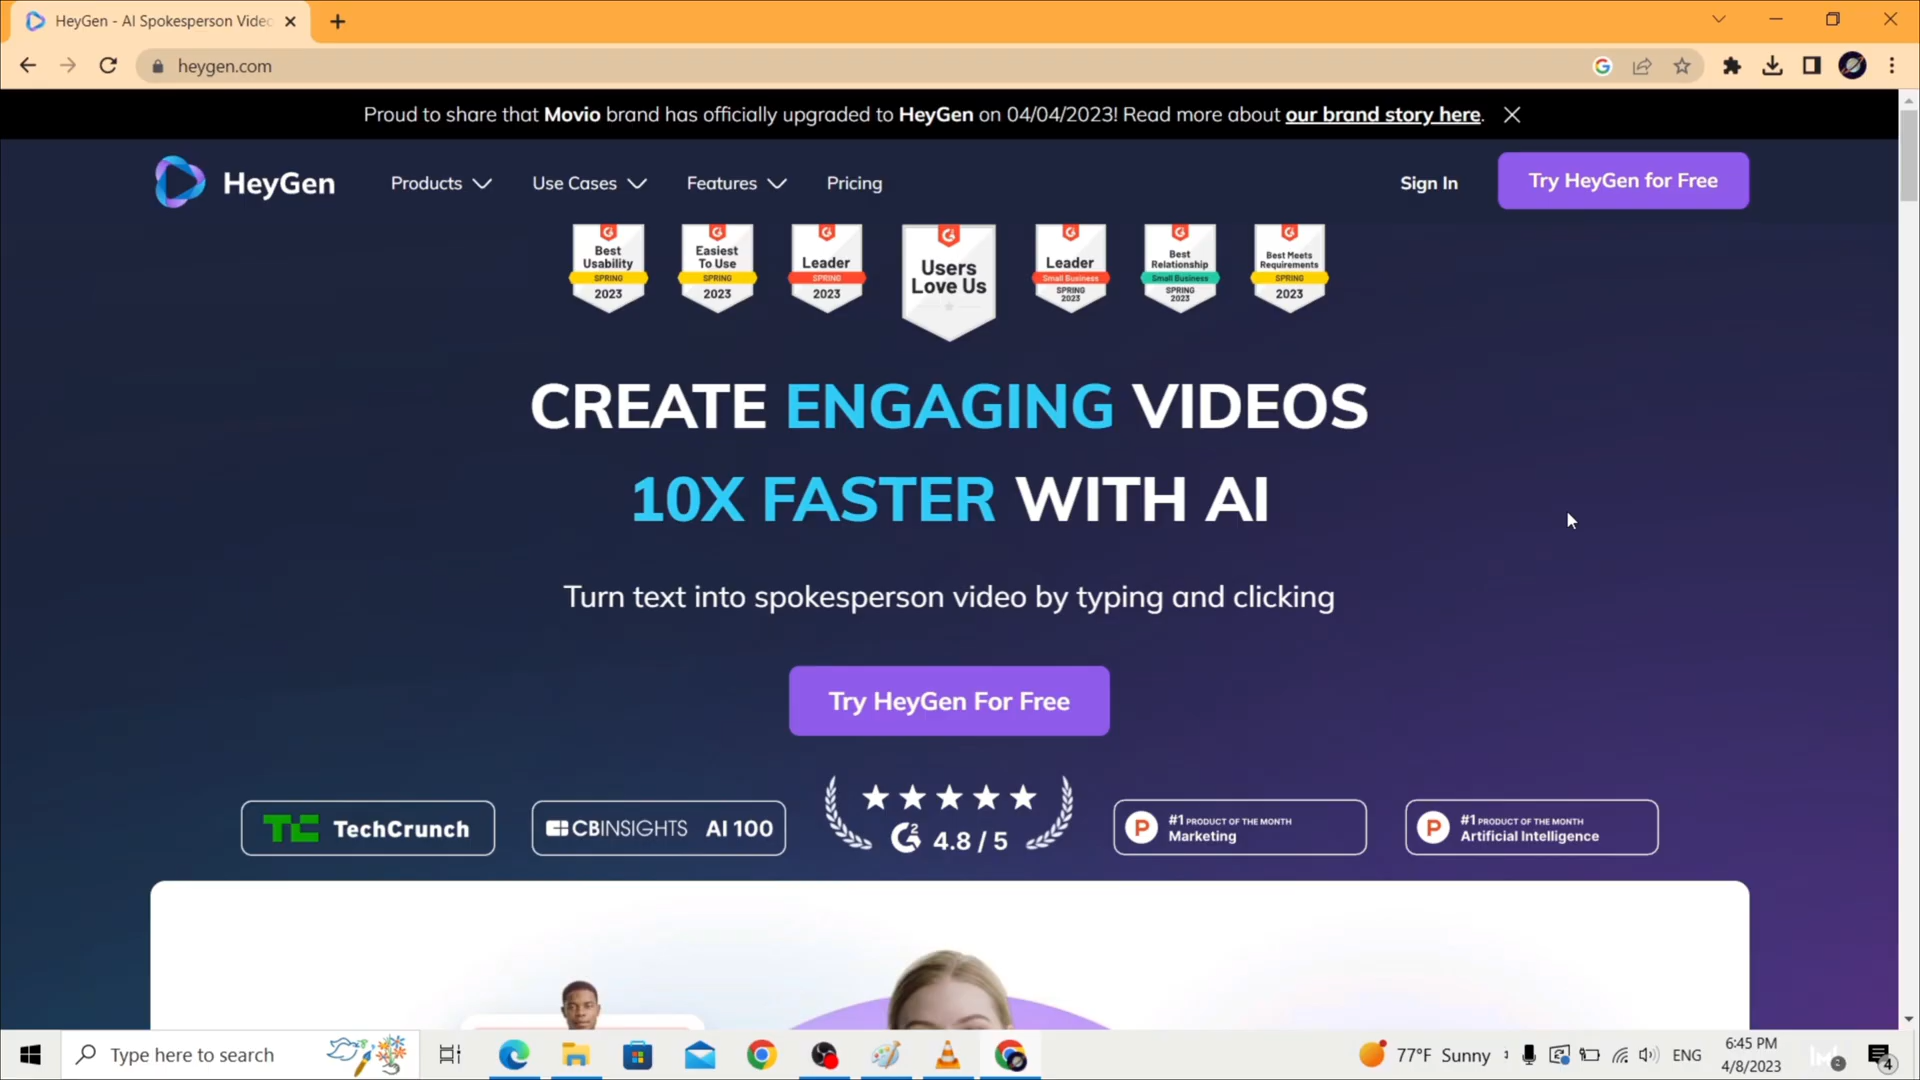 HeyGen - AI Spokesperson Video
heygen.com
Proud to share that Movio brand has officially upgraded to HeyGen on 04/04/2023! Read more about our brand story here.
HeyGen
Products
Use Cases
Features
Pricing
Sign In
Try HeyGen for Free
Best
Usability
SPRING
2023
Easiest
To Use
SPRING
2023
Leader
SPRING
2023
Users
Love Us
Leader
Small Business
SPRING
2023
Best
Relationship
Small Business
SPRING
2023
Best Meets
Requirements
SPRING
2023
CREATE ENGAGING VIDEOS
10X FASTER WITH AI
Turn text into spokesperson video by typing and clicking
Try HeyGen For Free
TC TechCrunch
CBINSIGHTS AI 100
G2 4.8 / 5
P
#1 PRODUCT OF THE MONTH
Marketing
P
#1 PRODUCT OF THE MONTH
Artificial Intelligence
Type here to search
77°F Sunny
ENG
6:45 PM
4/8/2023
2
4